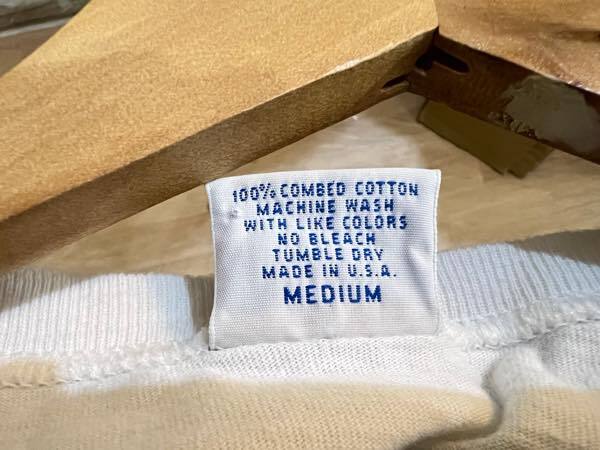 100% COMBED COTTON
MACHINE WASH
WITH LIKE COLORS
NO BLEACH
TUMBLE DRY
MADE IN U.S.A.
MEDIUM